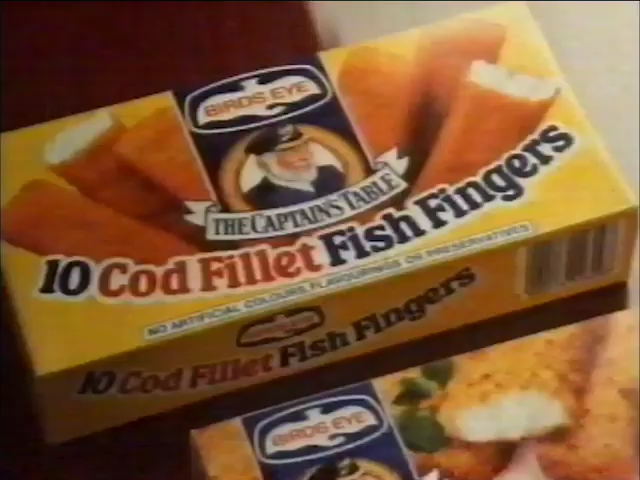 BIRDS EYE
THE CAPTAIN'S TABLE
10 Cod Fillet Fish Fingers
NO ARTIFICIAL COLOURS FLAVOURINGS OR PRESERVATIVES
10 Cod Fillet Fish Fingers
BIRDS EYE